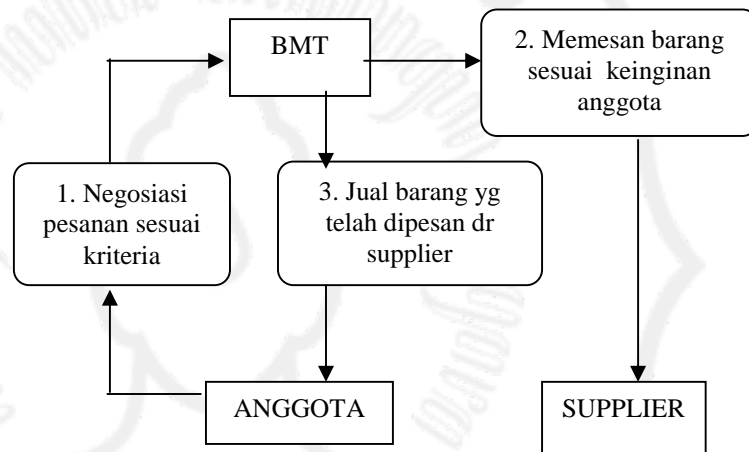 BMT
2. Memesan barang
sesuai keinginan
anggota
1. Negosiasi
pesanan sesuai
kriteria
3. Jual barang yg
telah dipesan dr
supplier
ANGGOTA
SUPPLIER